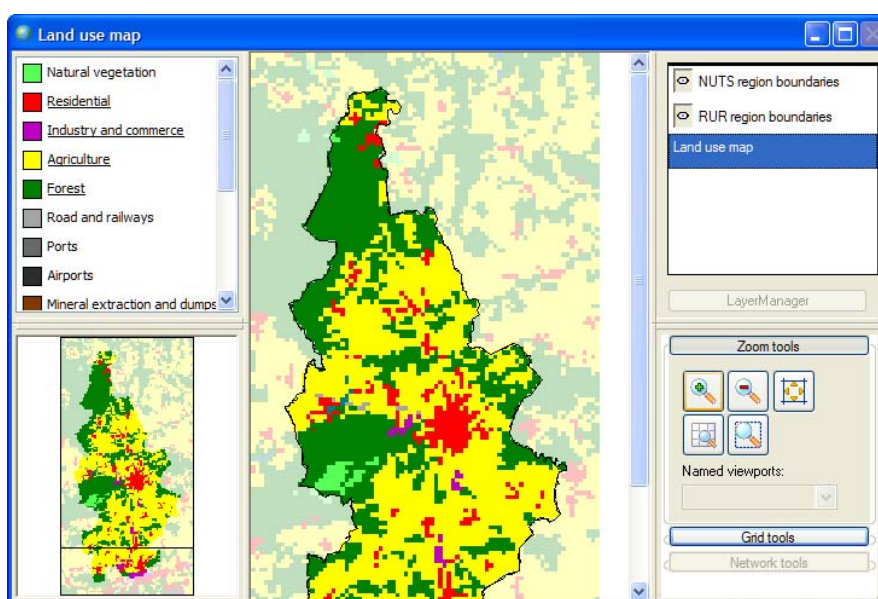 Land use map
Natural vegetation
Residential
Industry and commerce
Agriculture
Forest
Road and railways
Ports
Airports
Mineral extraction and dumps
NUTS region boundaries
RUR region boundaries
Land use map
LayerManager
Zoom tools
Named viewports:
Grid tools
Network tools